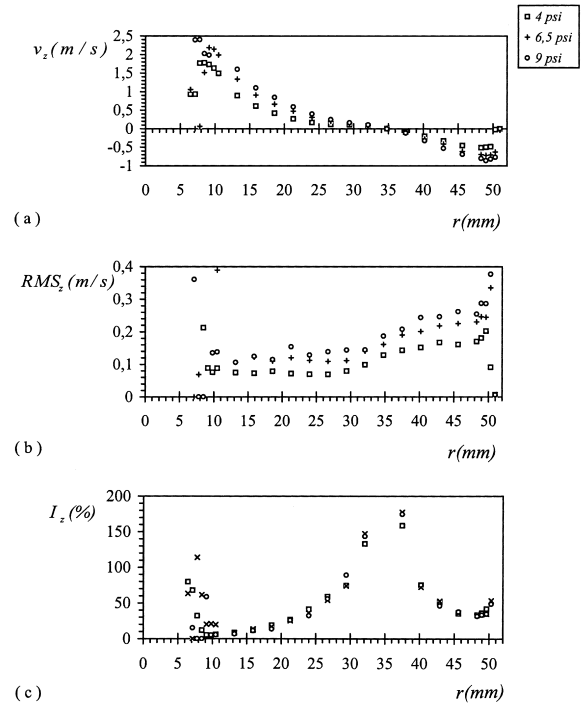 4 psi
6,5 psi
9 psi
v_z (m/s)
2,5
2
1,5
1
0,5
0
-0,5
-1
0 5 10 15 20 25 30 35 40 45 50
(a)
r(mm)
RMS_z (m/s)
0,4
0,3
0,2
0,1
0
0 5 10 15 20 25 30 35 40 45 50
(b)
r(mm)
I_z (%)
200
150
100
50
0
0 5 10 15 20 25 30 35 40 45 50
(c)
r(mm)